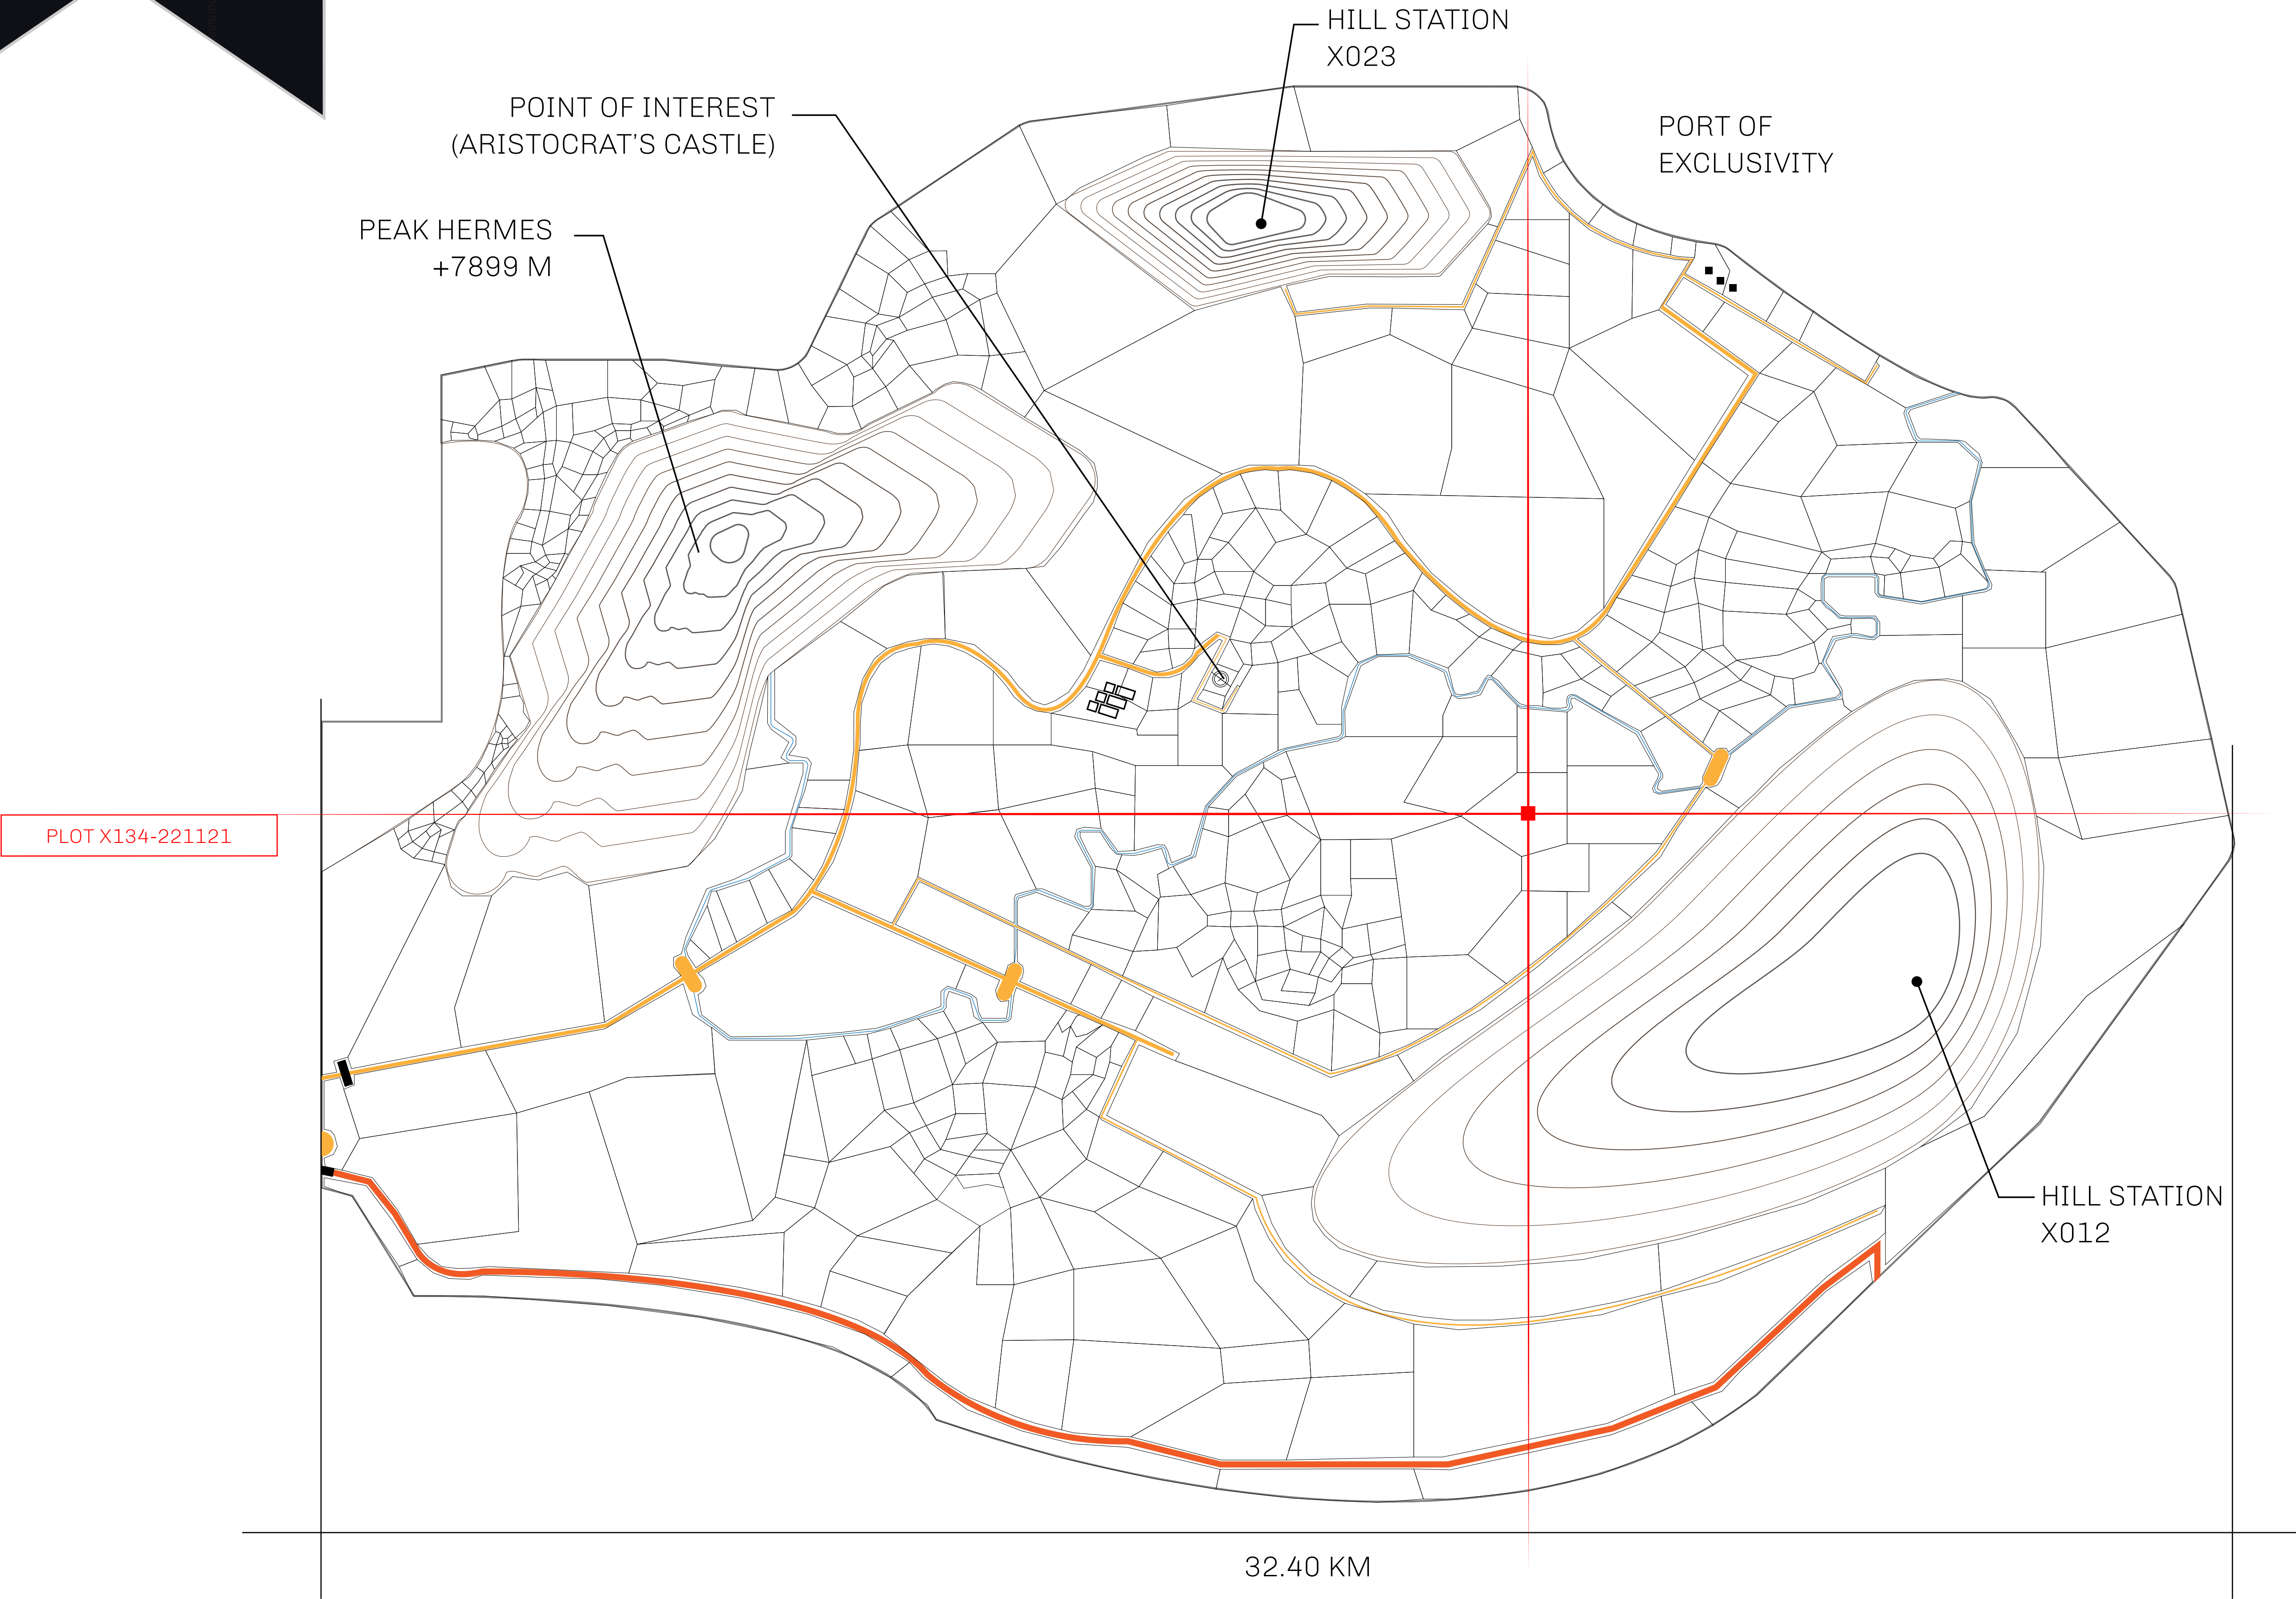 HILL STATION
X023
POINT OF INTEREST
(ARISTOCRAT'S CASTLE)
PORT OF
EXCLUSIVITY
PEAK HERMES
+7899 M
PLOT X134-221121
HILL STATION
X012
32.40 KM